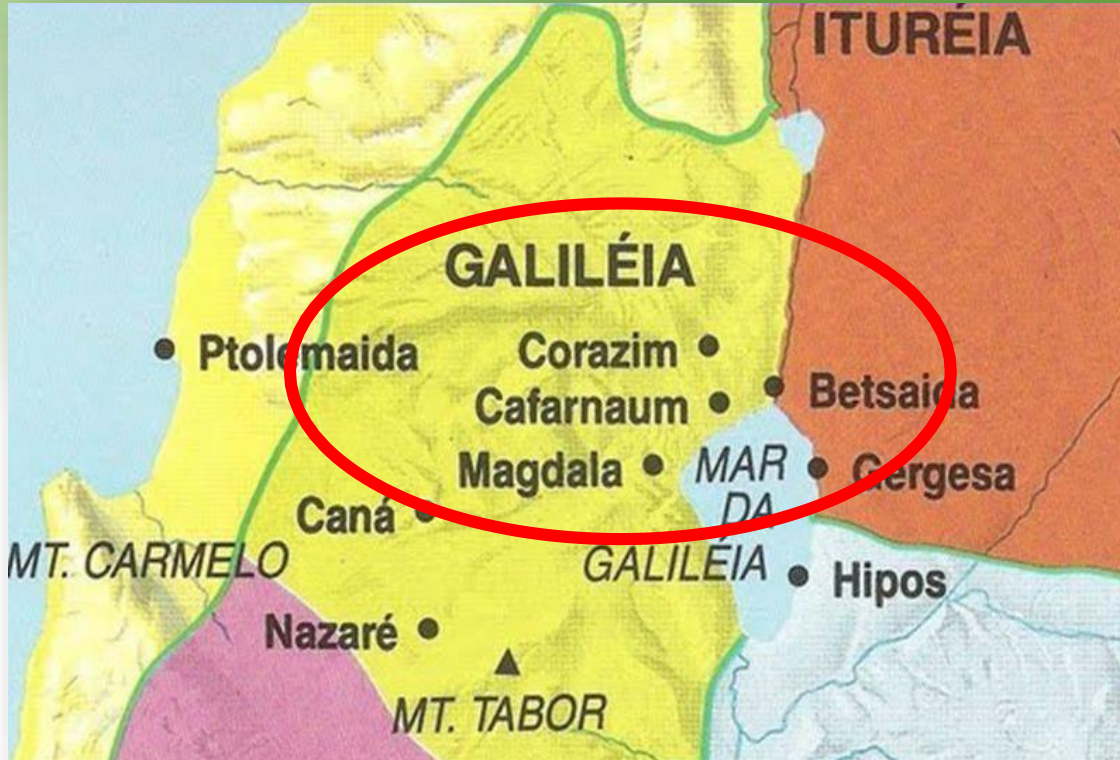 ITURÉIA
GALILÉIA
Ptolemaida
Corazim
Betsaida
Cafarnaum
Magdala
MAR
DA
GALILÉIA
Gergesa
Caná
MT. CARMELO
Hipos
Nazaré
MT. TABOR